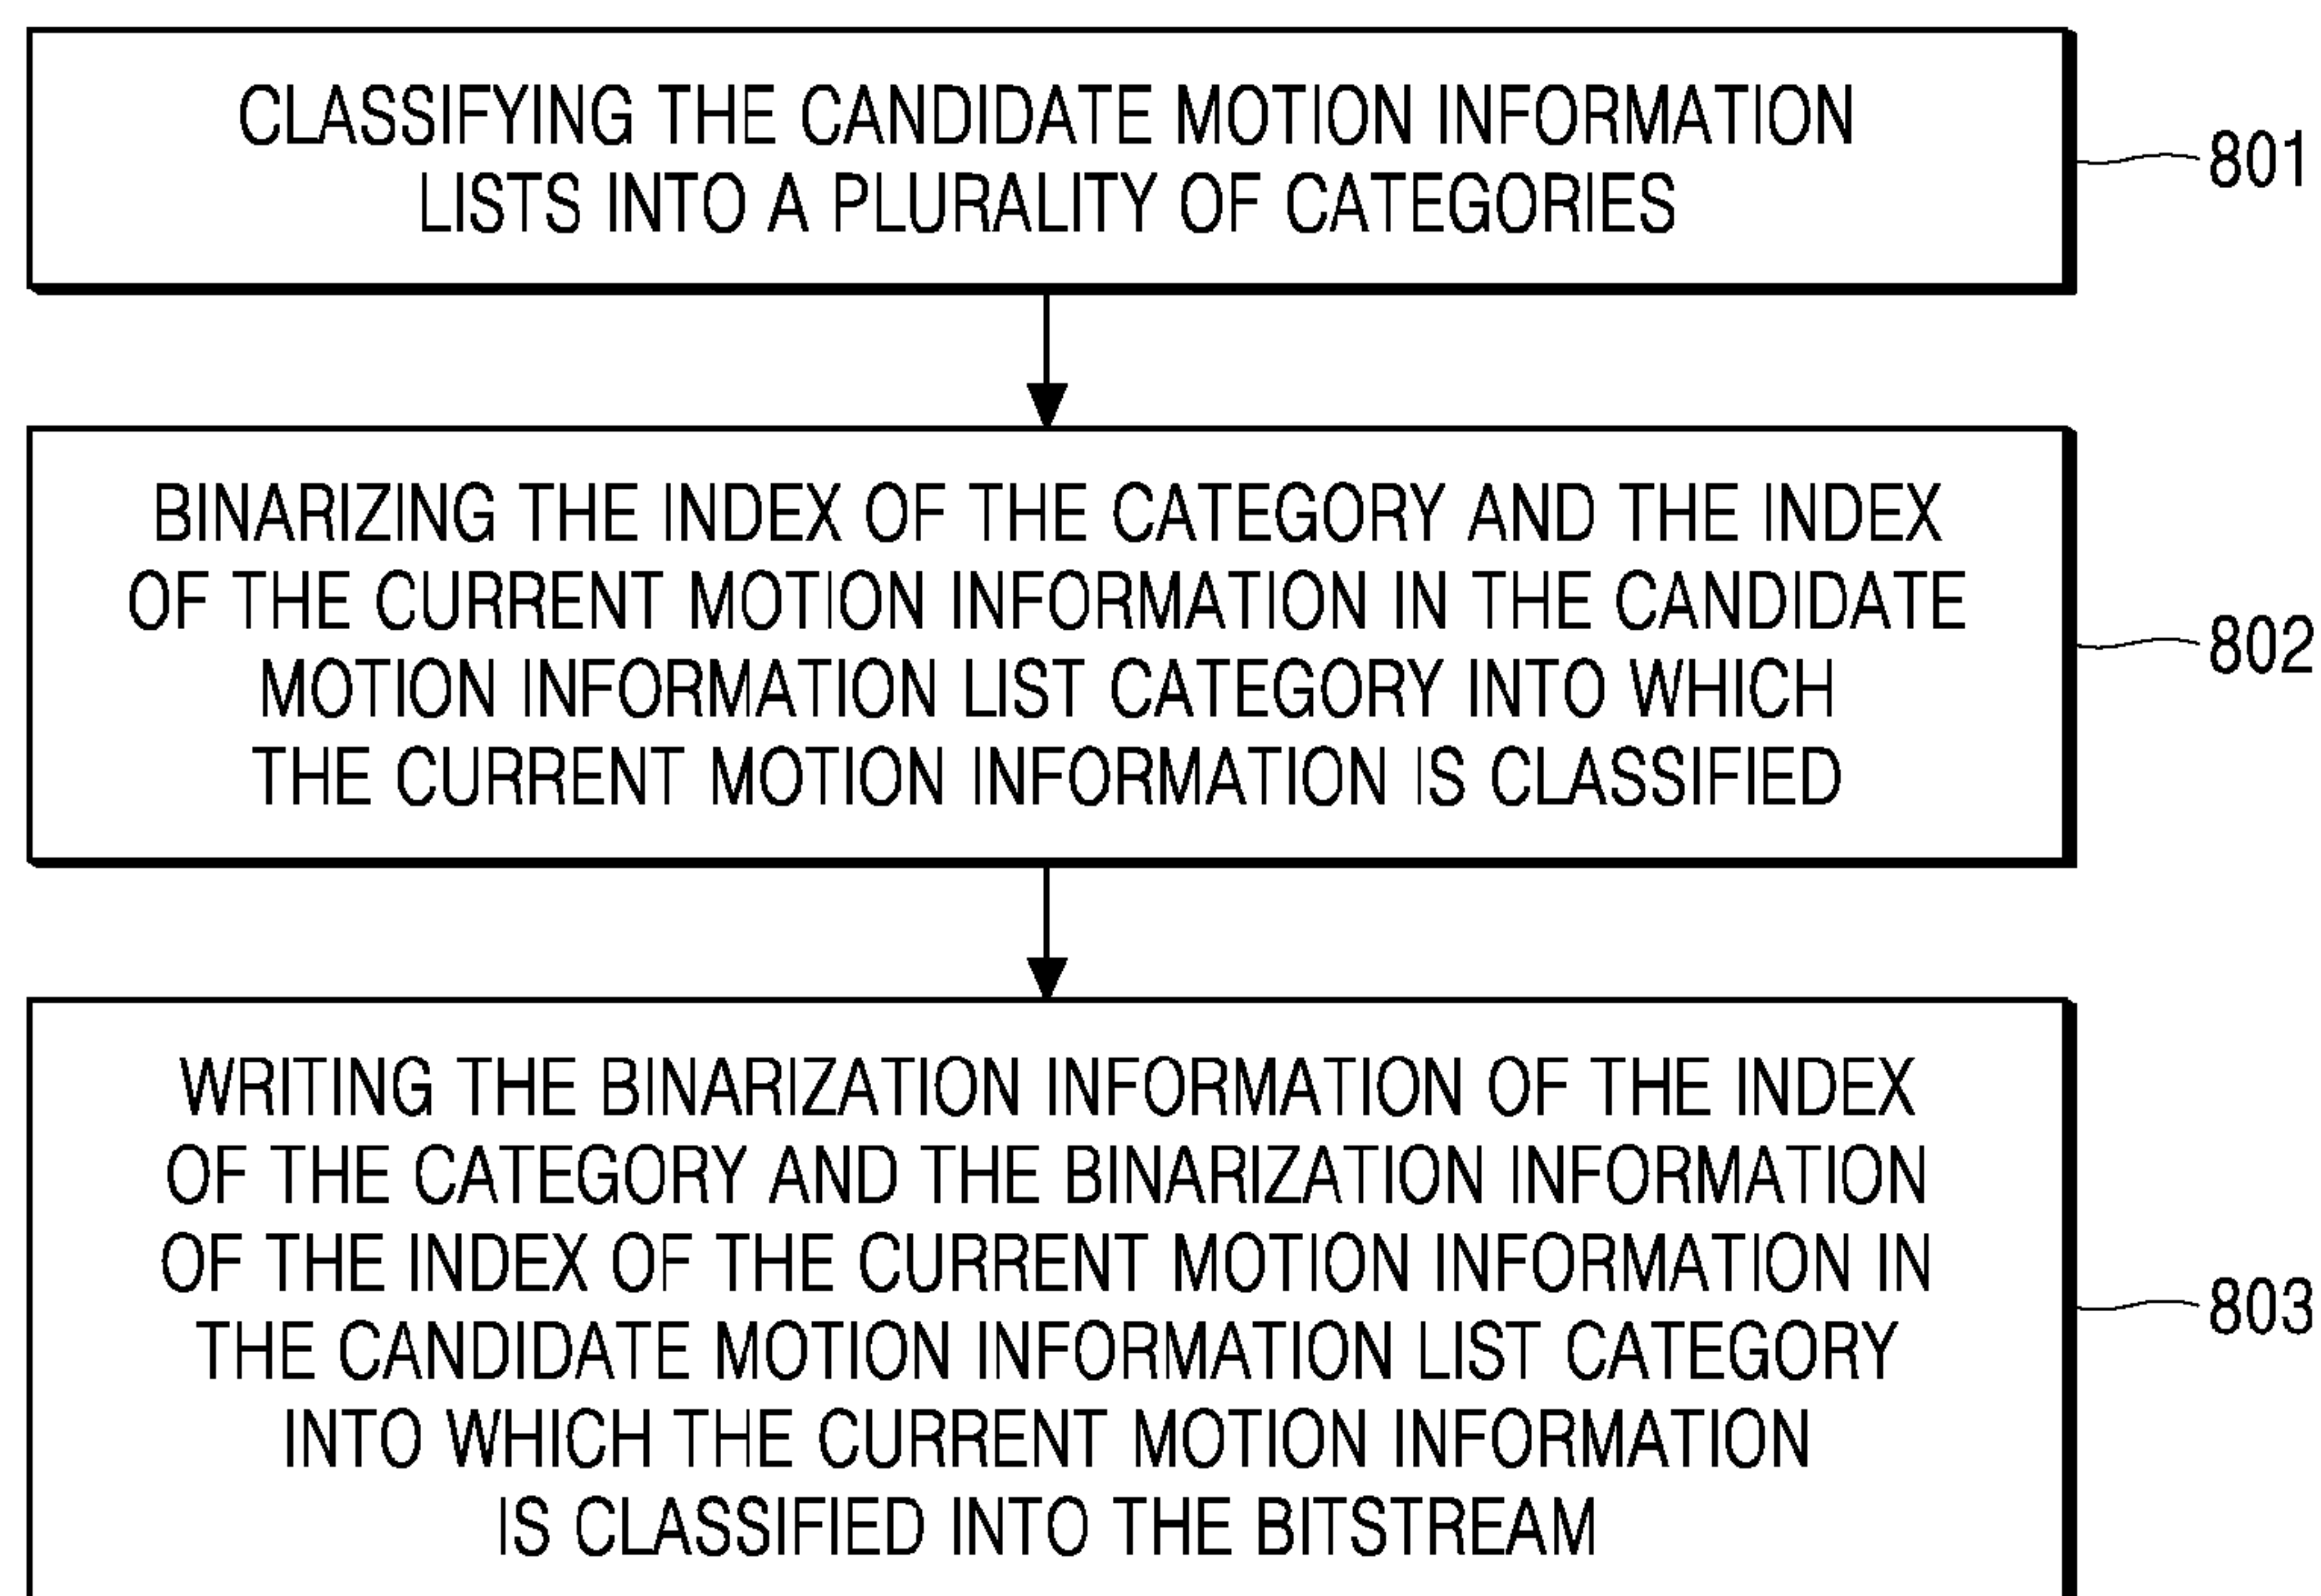 CLASSIFYING THE CANDIDATE MOTION INFORMATION
LISTS INTO A PLURALITY OF CATEGORIES
801
BINARIZING THE INDEX OF THE CATEGORY AND THE INDEX
OF THE CURRENT MOTION INFORMATION IN THE CANDIDATE
MOTION INFORMATION LIST CATEGORY INTO WHICH
THE CURRENT MOTION INFORMATION IS CLASSIFIED
802
WRITING THE BINARIZATION INFORMATION OF THE INDEX
OF THE CATEGORY AND THE BINARIZATION INFORMATION
OF THE INDEX OF THE CURRENT MOTION INFORMATION IN
THE CANDIDATE MOTION INFORMATION LIST CATEGORY
INTO WHICH THE CURRENT MOTION INFORMATION
IS CLASSIFIED INTO THE BITSTREAM
803